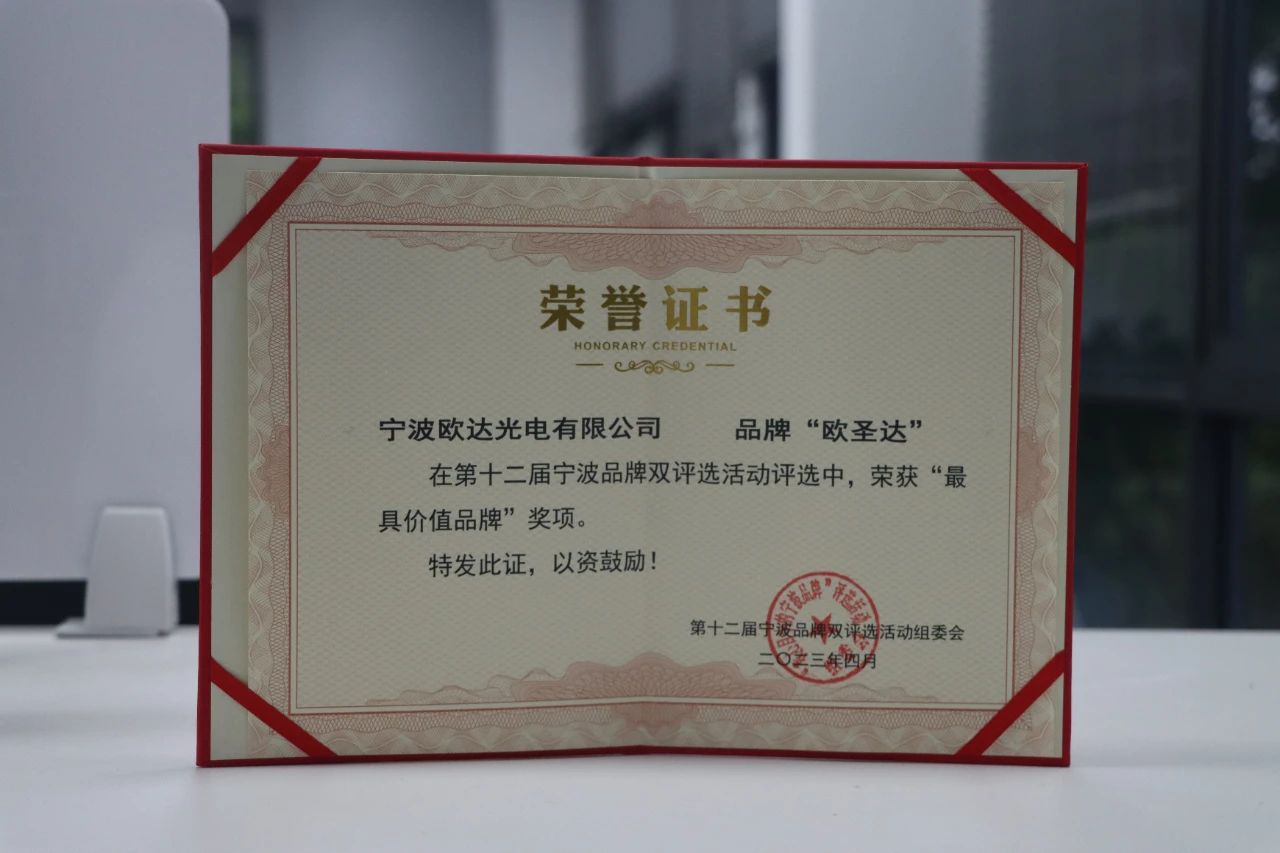 荣誉证书
HONORARY CREDENTIAL
宁波欧达光电有限公司 品牌“欧圣达”
在第十二届宁波品牌双评选活动评选中，荣获“最
具价值品牌”奖项。
特发此证，以资鼓励！
第十二届宁波品牌双评选活动组委会
二〇二三年四月